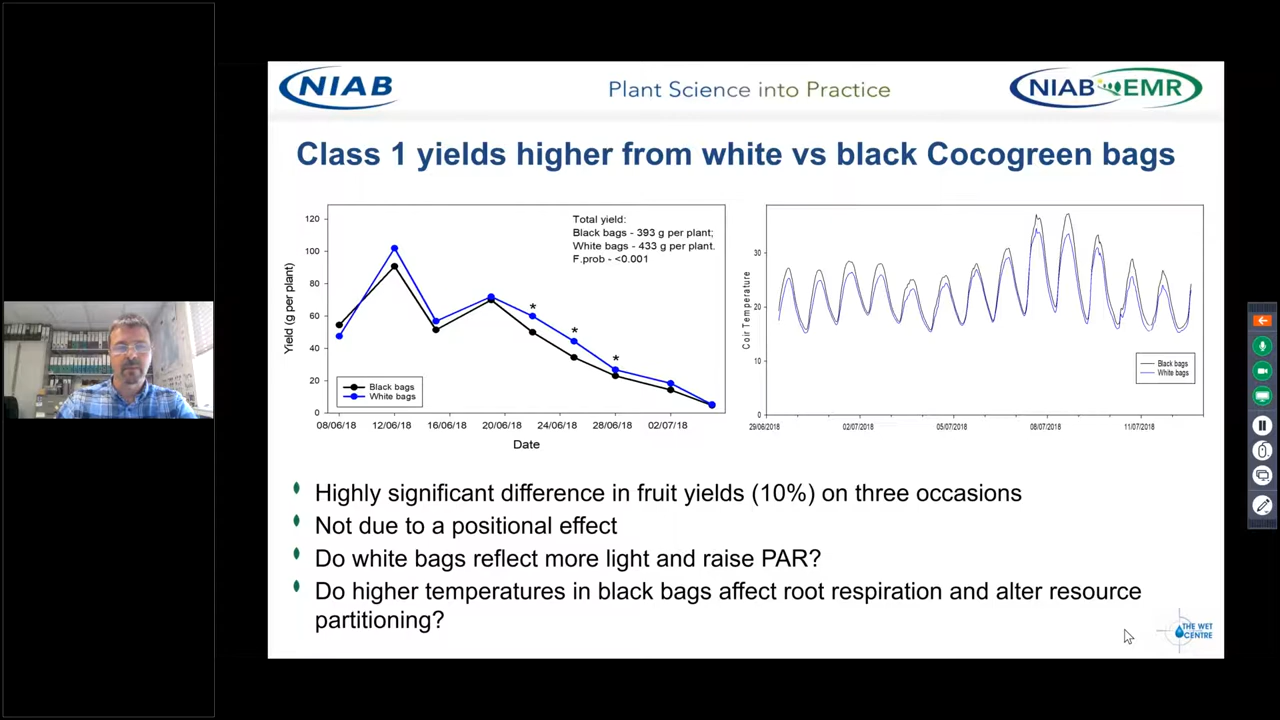 NIAB
Plant Science into Practice
NIAB EMR
Class 1 yields higher from white vs black Cocogreen bags
Yield (g per plant)
120
100
80
60
40
20
0
Total yield:
Black bags - 393 g per plant;
White bags - 433 g per plant.
F.prob - <0.001
*
*
*
Black bags
White bags
08/06/18 12/06/18 16/06/18 20/06/18 24/06/18 28/06/18 02/07/18
Date
Coir Temperature
30
20
10
0
Black bags
White bags
29/06/2018 02/07/2018 05/07/2018 08/07/2018 11/07/2018
Highly significant difference in fruit yields (10%) on three occasions
Not due to a positional effect
Do white bags reflect more light and raise PAR?
Do higher temperatures in black bags affect root respiration and alter resource
partitioning?
THE WET
CENTRE